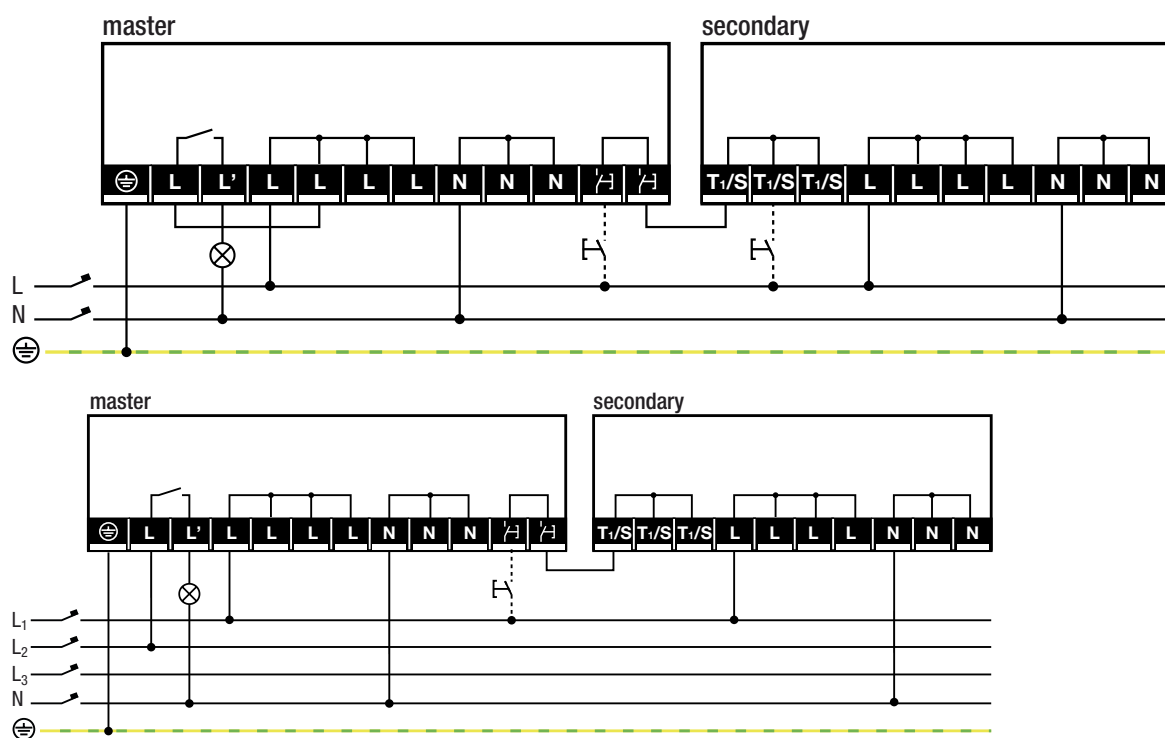 master secondary
L L' L L L L N N N T₁/S T₁/S T₁/S L L L L N N N
L
N
master secondary
L L' L L L L N N N T₁/S T₁/S T₁/S L L L L N N N
L₁
L₂
L₃
N